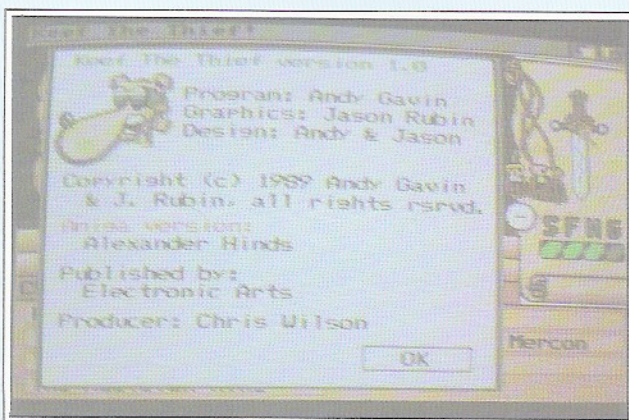 Keef The Thief
Keef The Thief version 1.0
Program: Andy Gavin
Graphics: Jason Rubin
Design: Andy & Jason
Copyright (c) 1989 Andy Gavin
& J. Rubin, all rights rsrvd.
Amiga version:
Alexander Hinds
Published by:
Electronic Arts
Producer: Chris Wilson
OK
SFNG
Mercon